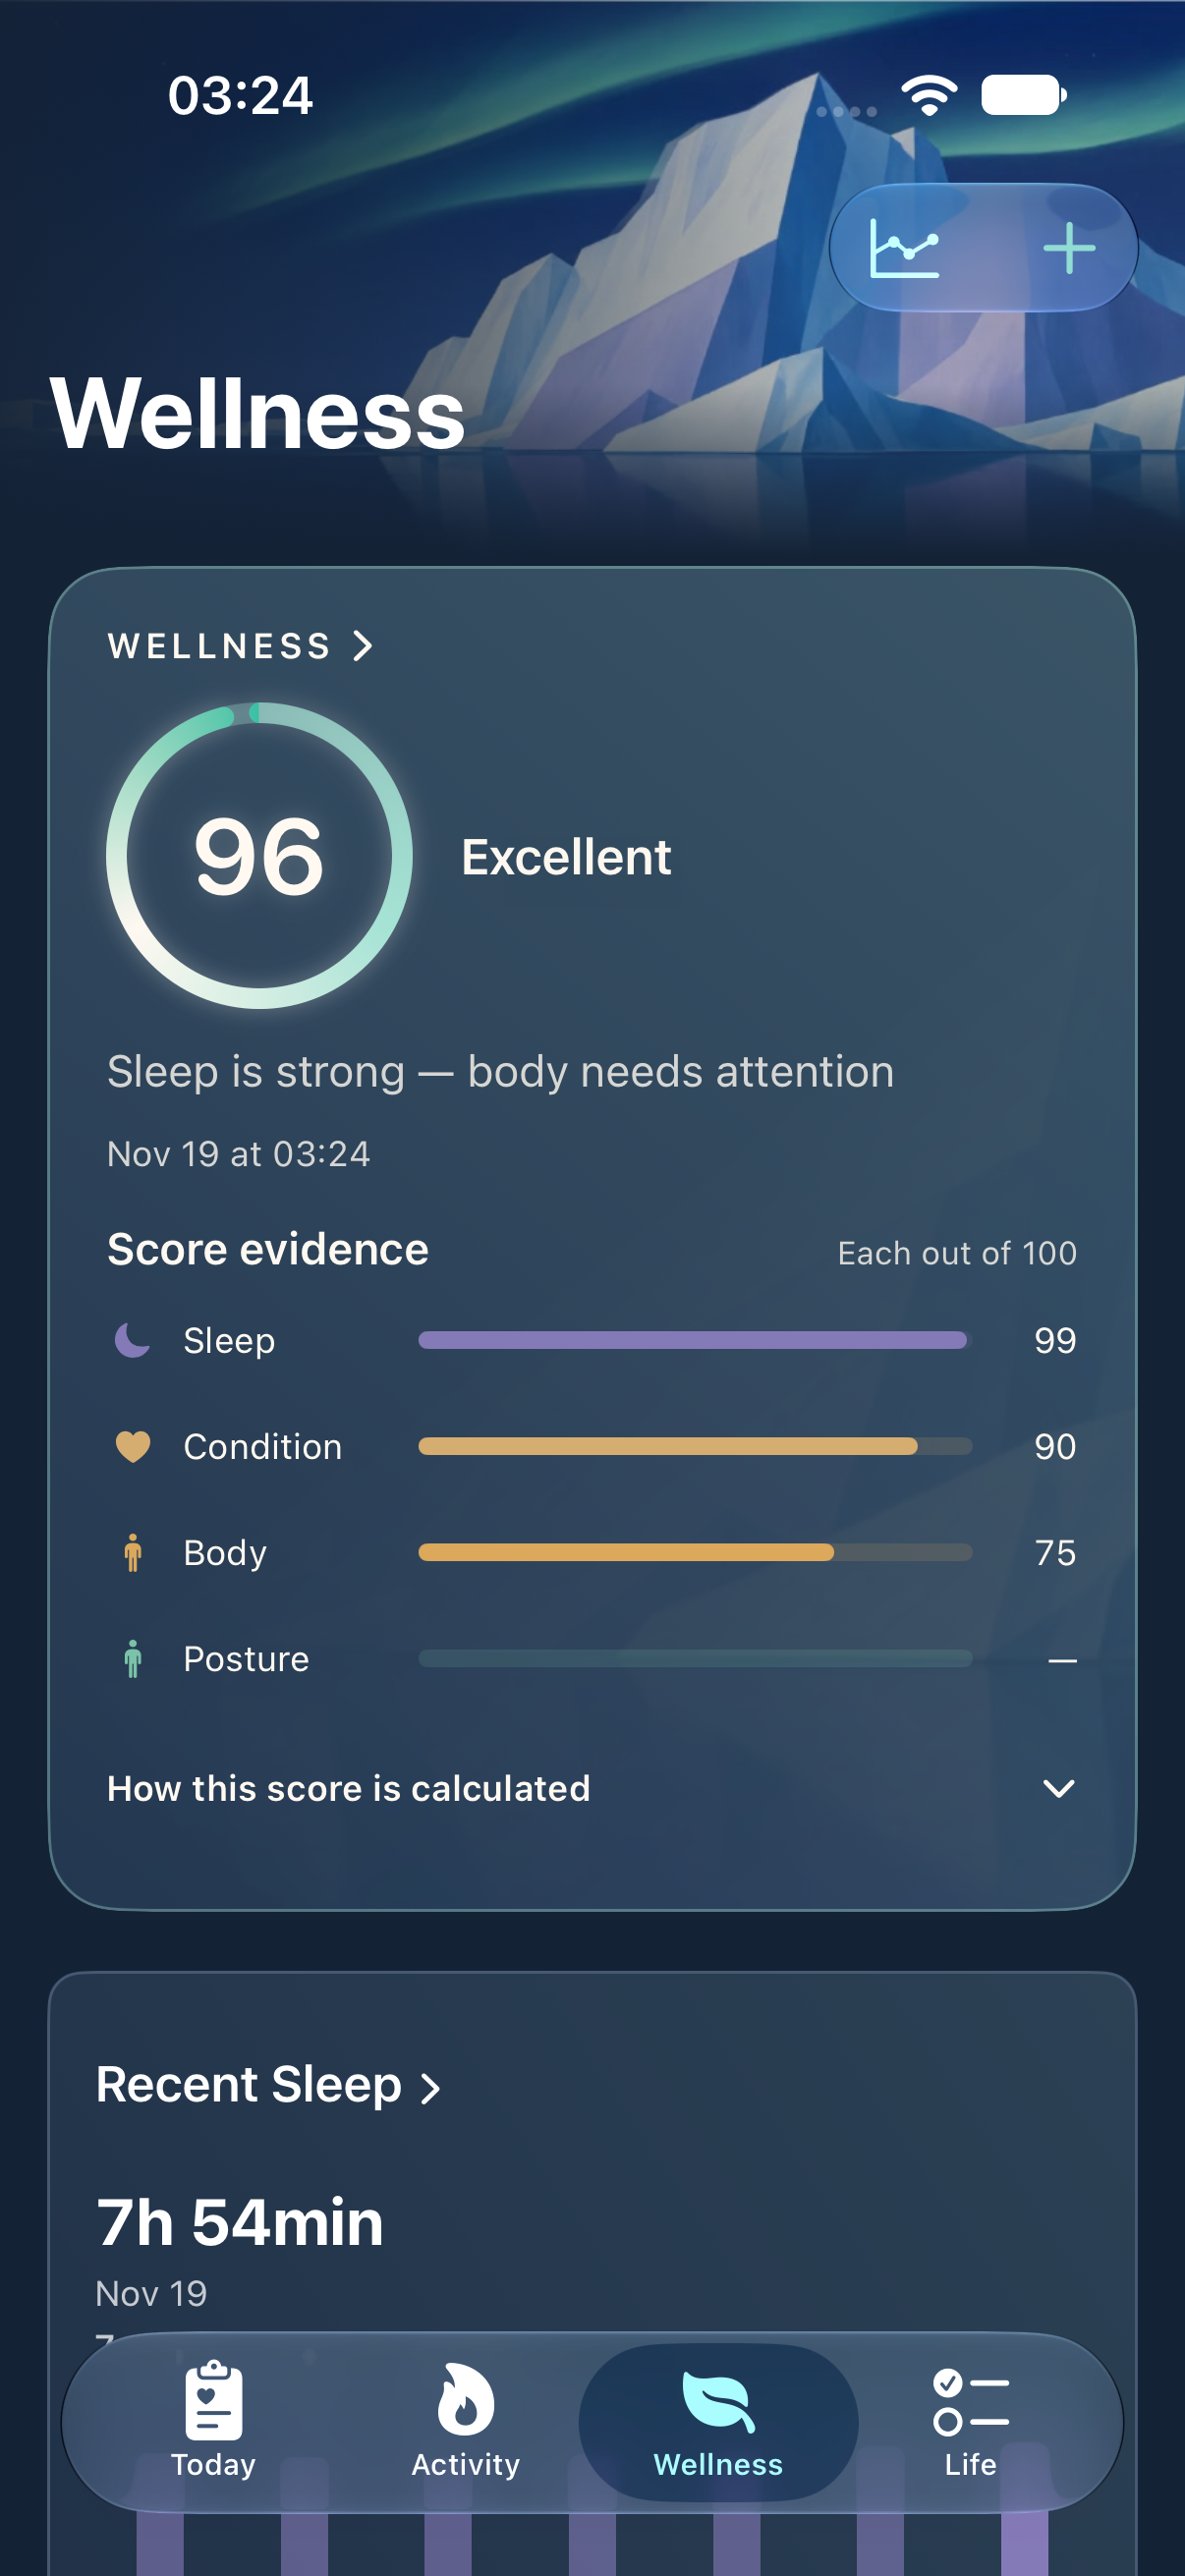 03:24
Wellness
WELLNESS
96
Excellent
Sleep is strong — body needs attention
Nov 19 at 03:24
Score evidence
Each out of 100
Sleep 99
Condition 90
Body 75
Posture —
How this score is calculated
Recent Sleep
7h 54min
Nov 19
Today
Activity
Wellness
Life